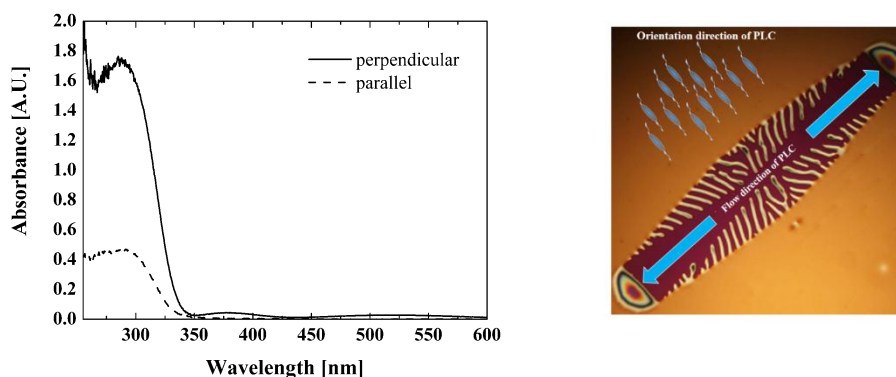 2.0
1.8
1.6
1.4
1.2
1.0
0.8
0.6
0.4
0.2
0.0
Absorbance [A.U.]
perpendicular
parallel
300 350 400 450 500 550 600
Wavelength [nm]
Orientation direction of PLC
Flow direction of PLC